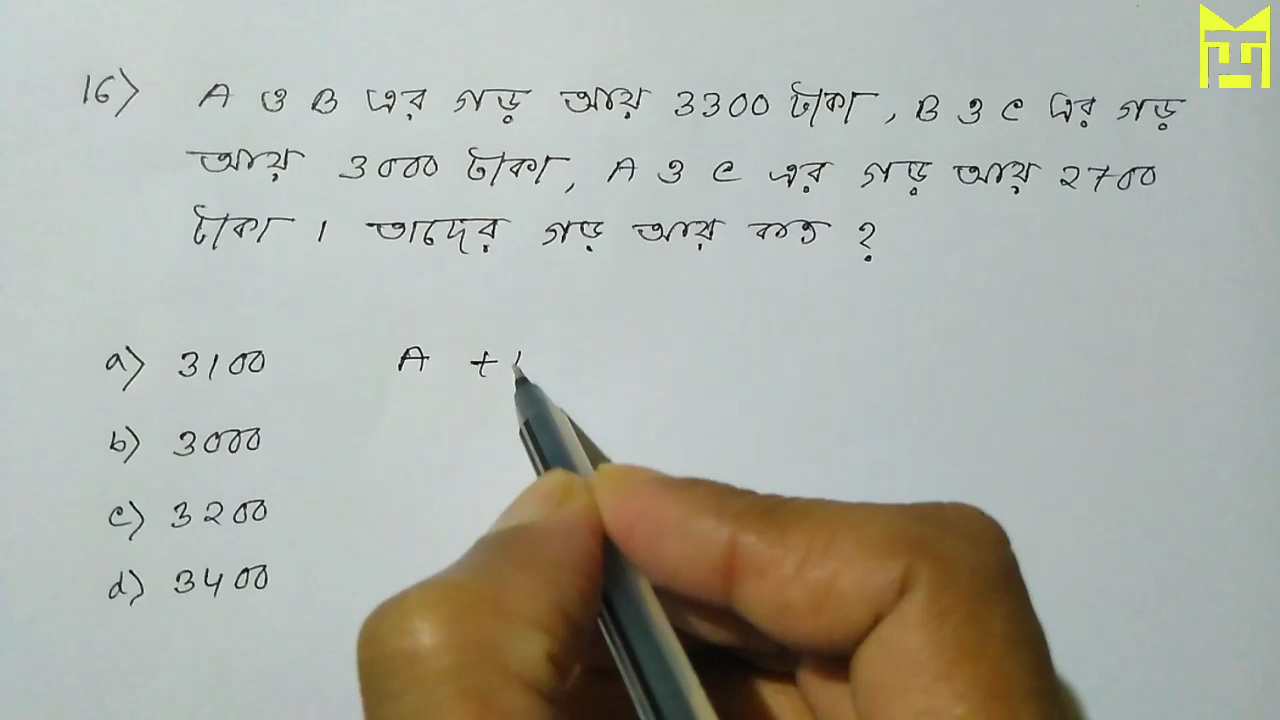 16) A ও B এর গড় আয় 3300 টাকা, B ও C এর গড়
আয় 3000 টাকা, A ও C এর গড় আয় 2700
টাকা । তাদের গড় আয় কত ?
a) 3100
A +
b) 3000
c) 3200
d) 3400